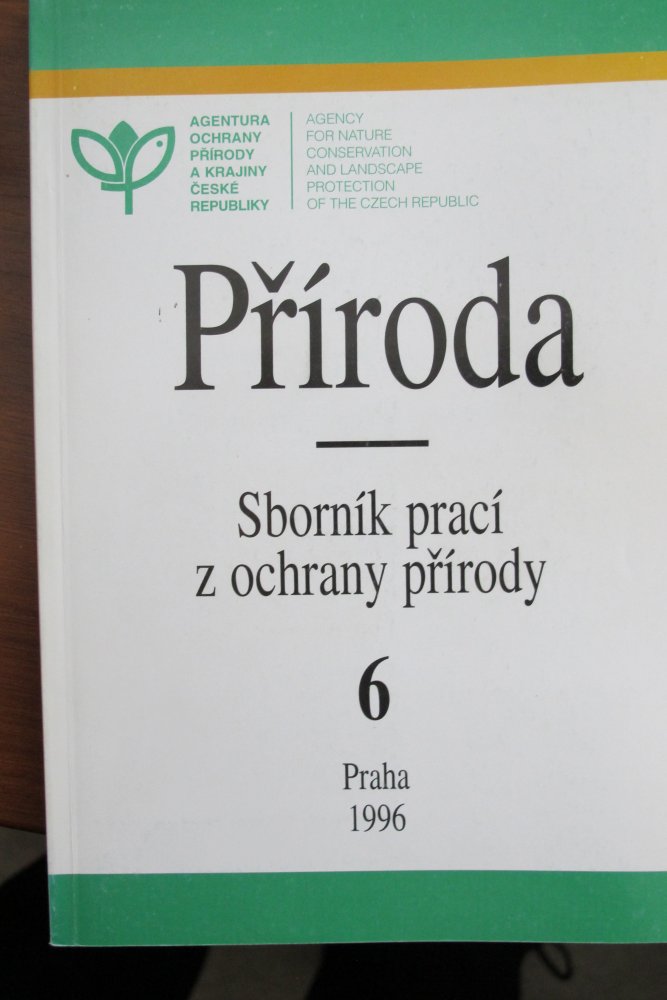 AGENTURA
OCHRANY
PŘÍRODY
A KRAJINY
ČESKÉ
REPUBLIKY
AGENCY
FOR NATURE
CONSERVATION
AND LANDSCAPE
PROTECTION
OF THE CZECH REPUBLIC
Příroda
Sborník prací
z ochrany přírody
6
Praha
1996